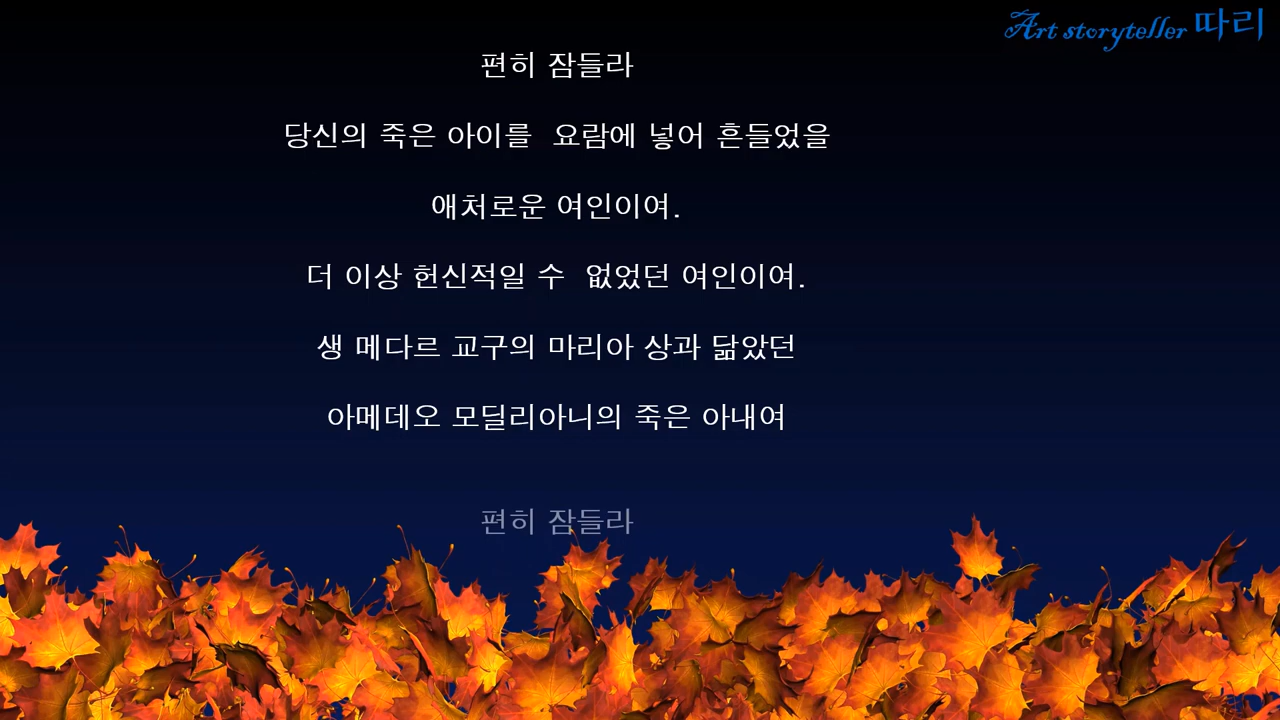 Art storyteller 따리
편히 잠들라
당신의 죽은 아이를 요람에 넣어 흔들었을
애처로운 여인이여.
더 이상 헌신적일 수 없었던 여인이여.
생 메다르 교구의 마리아 상과 닮았던
아메데오 모딜리아니의 죽은 아내여
편히 잠들라